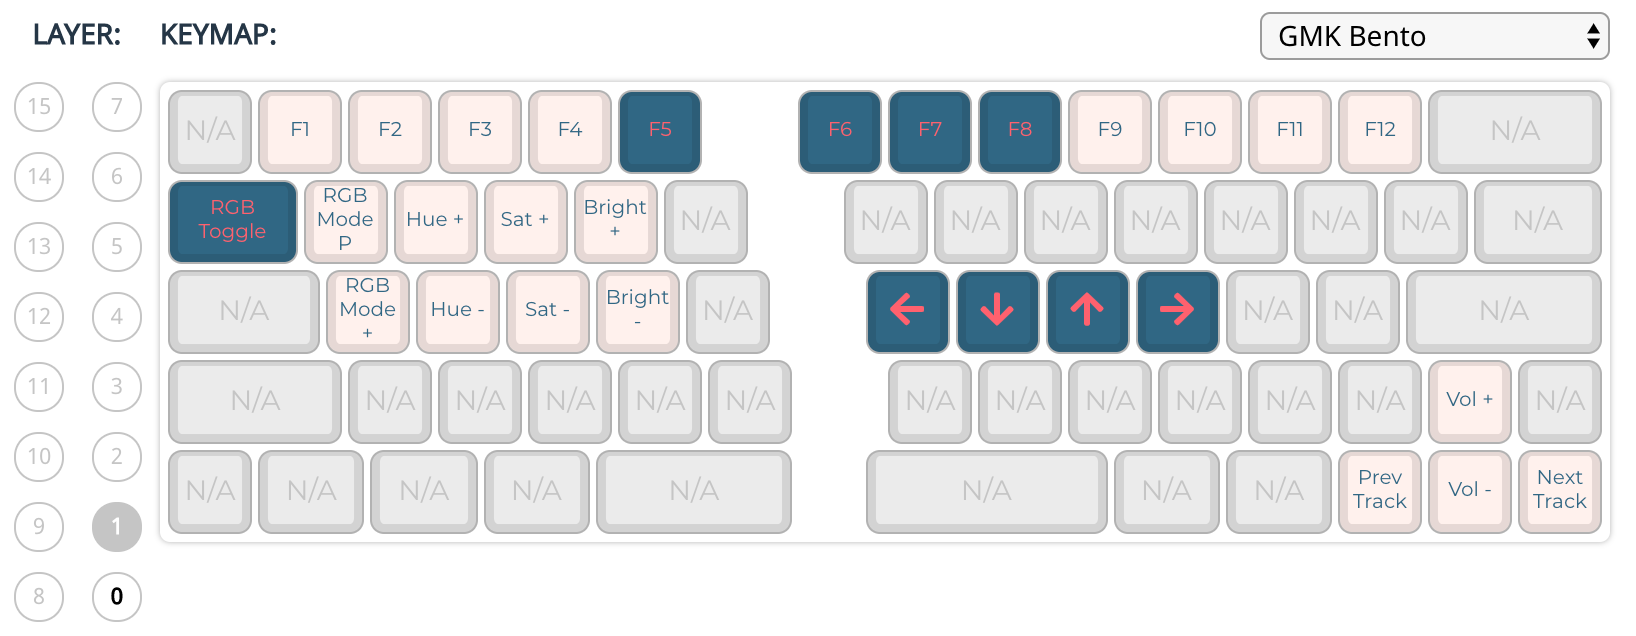 LAYER: KEYMAP: GMK Bento
15 7 N/A F1 F2 F3 F4 F5 F6 F7 F8 F9 F10 F11 F12 N/A
14 6 RGB Toggle RGB Mode P Hue + Sat + Bright + N/A N/A N/A N/A N/A N/A N/A N/A N/A
13 5
12 4 N/A RGB Mode + Hue - Sat - Bright - N/A ← ↓ ↑ → N/A N/A N/A
11 3 N/A N/A N/A N/A N/A N/A N/A N/A N/A N/A N/A N/A Vol + N/A
10 2 N/A N/A N/A N/A N/A N/A N/A N/A Prev Track Vol - Next Track
9 1
8 0